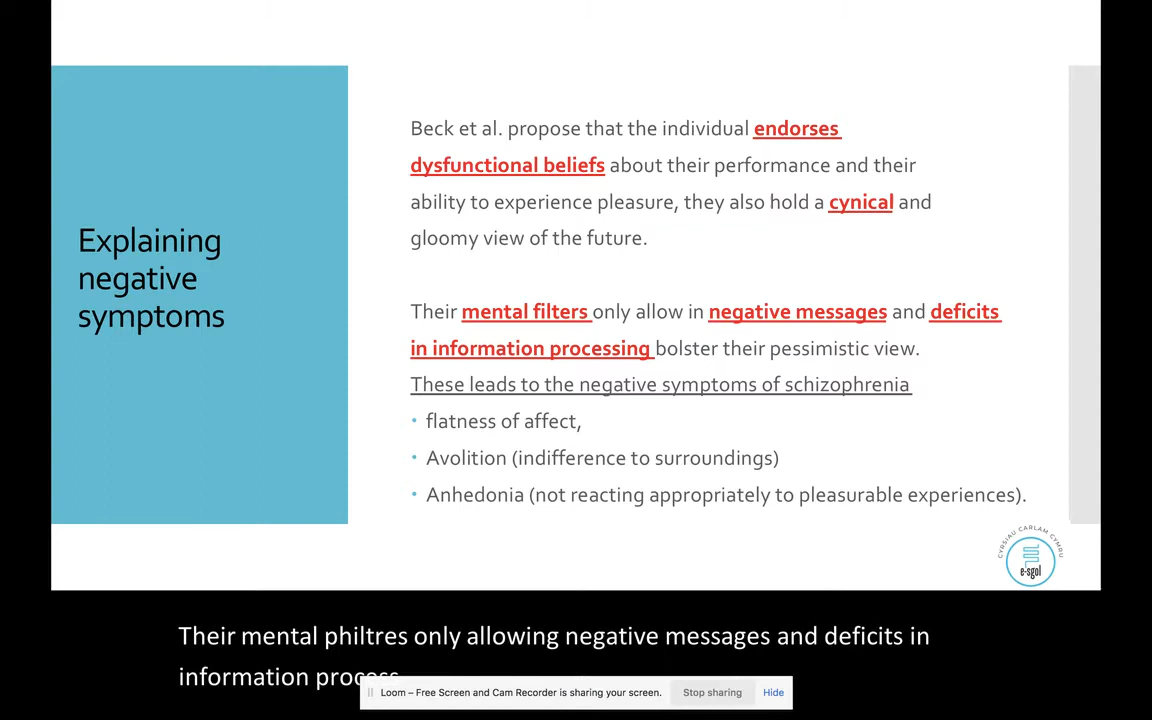 Explaining
negative
symptoms
Beck et al. propose that the individual endorses
dysfunctional beliefs about their performance and their
ability to experience pleasure, they also hold a cynical and
gloomy view of the future.
Their mental filters only allow in negative messages and deficits
in information processing bolster their pessimistic view.
These leads to the negative symptoms of schizophrenia
• flatness of affect,
• Avolition (indifference to surroundings)
• Anhedonia (not reacting appropriately to pleasurable experiences).
CYRSIAU CARLAM CYMRU
e-sgol
Their mental philtres only allowing negative messages and deficits in
information process
Loom – Free Screen and Cam Recorder is sharing your screen. Stop sharing Hide